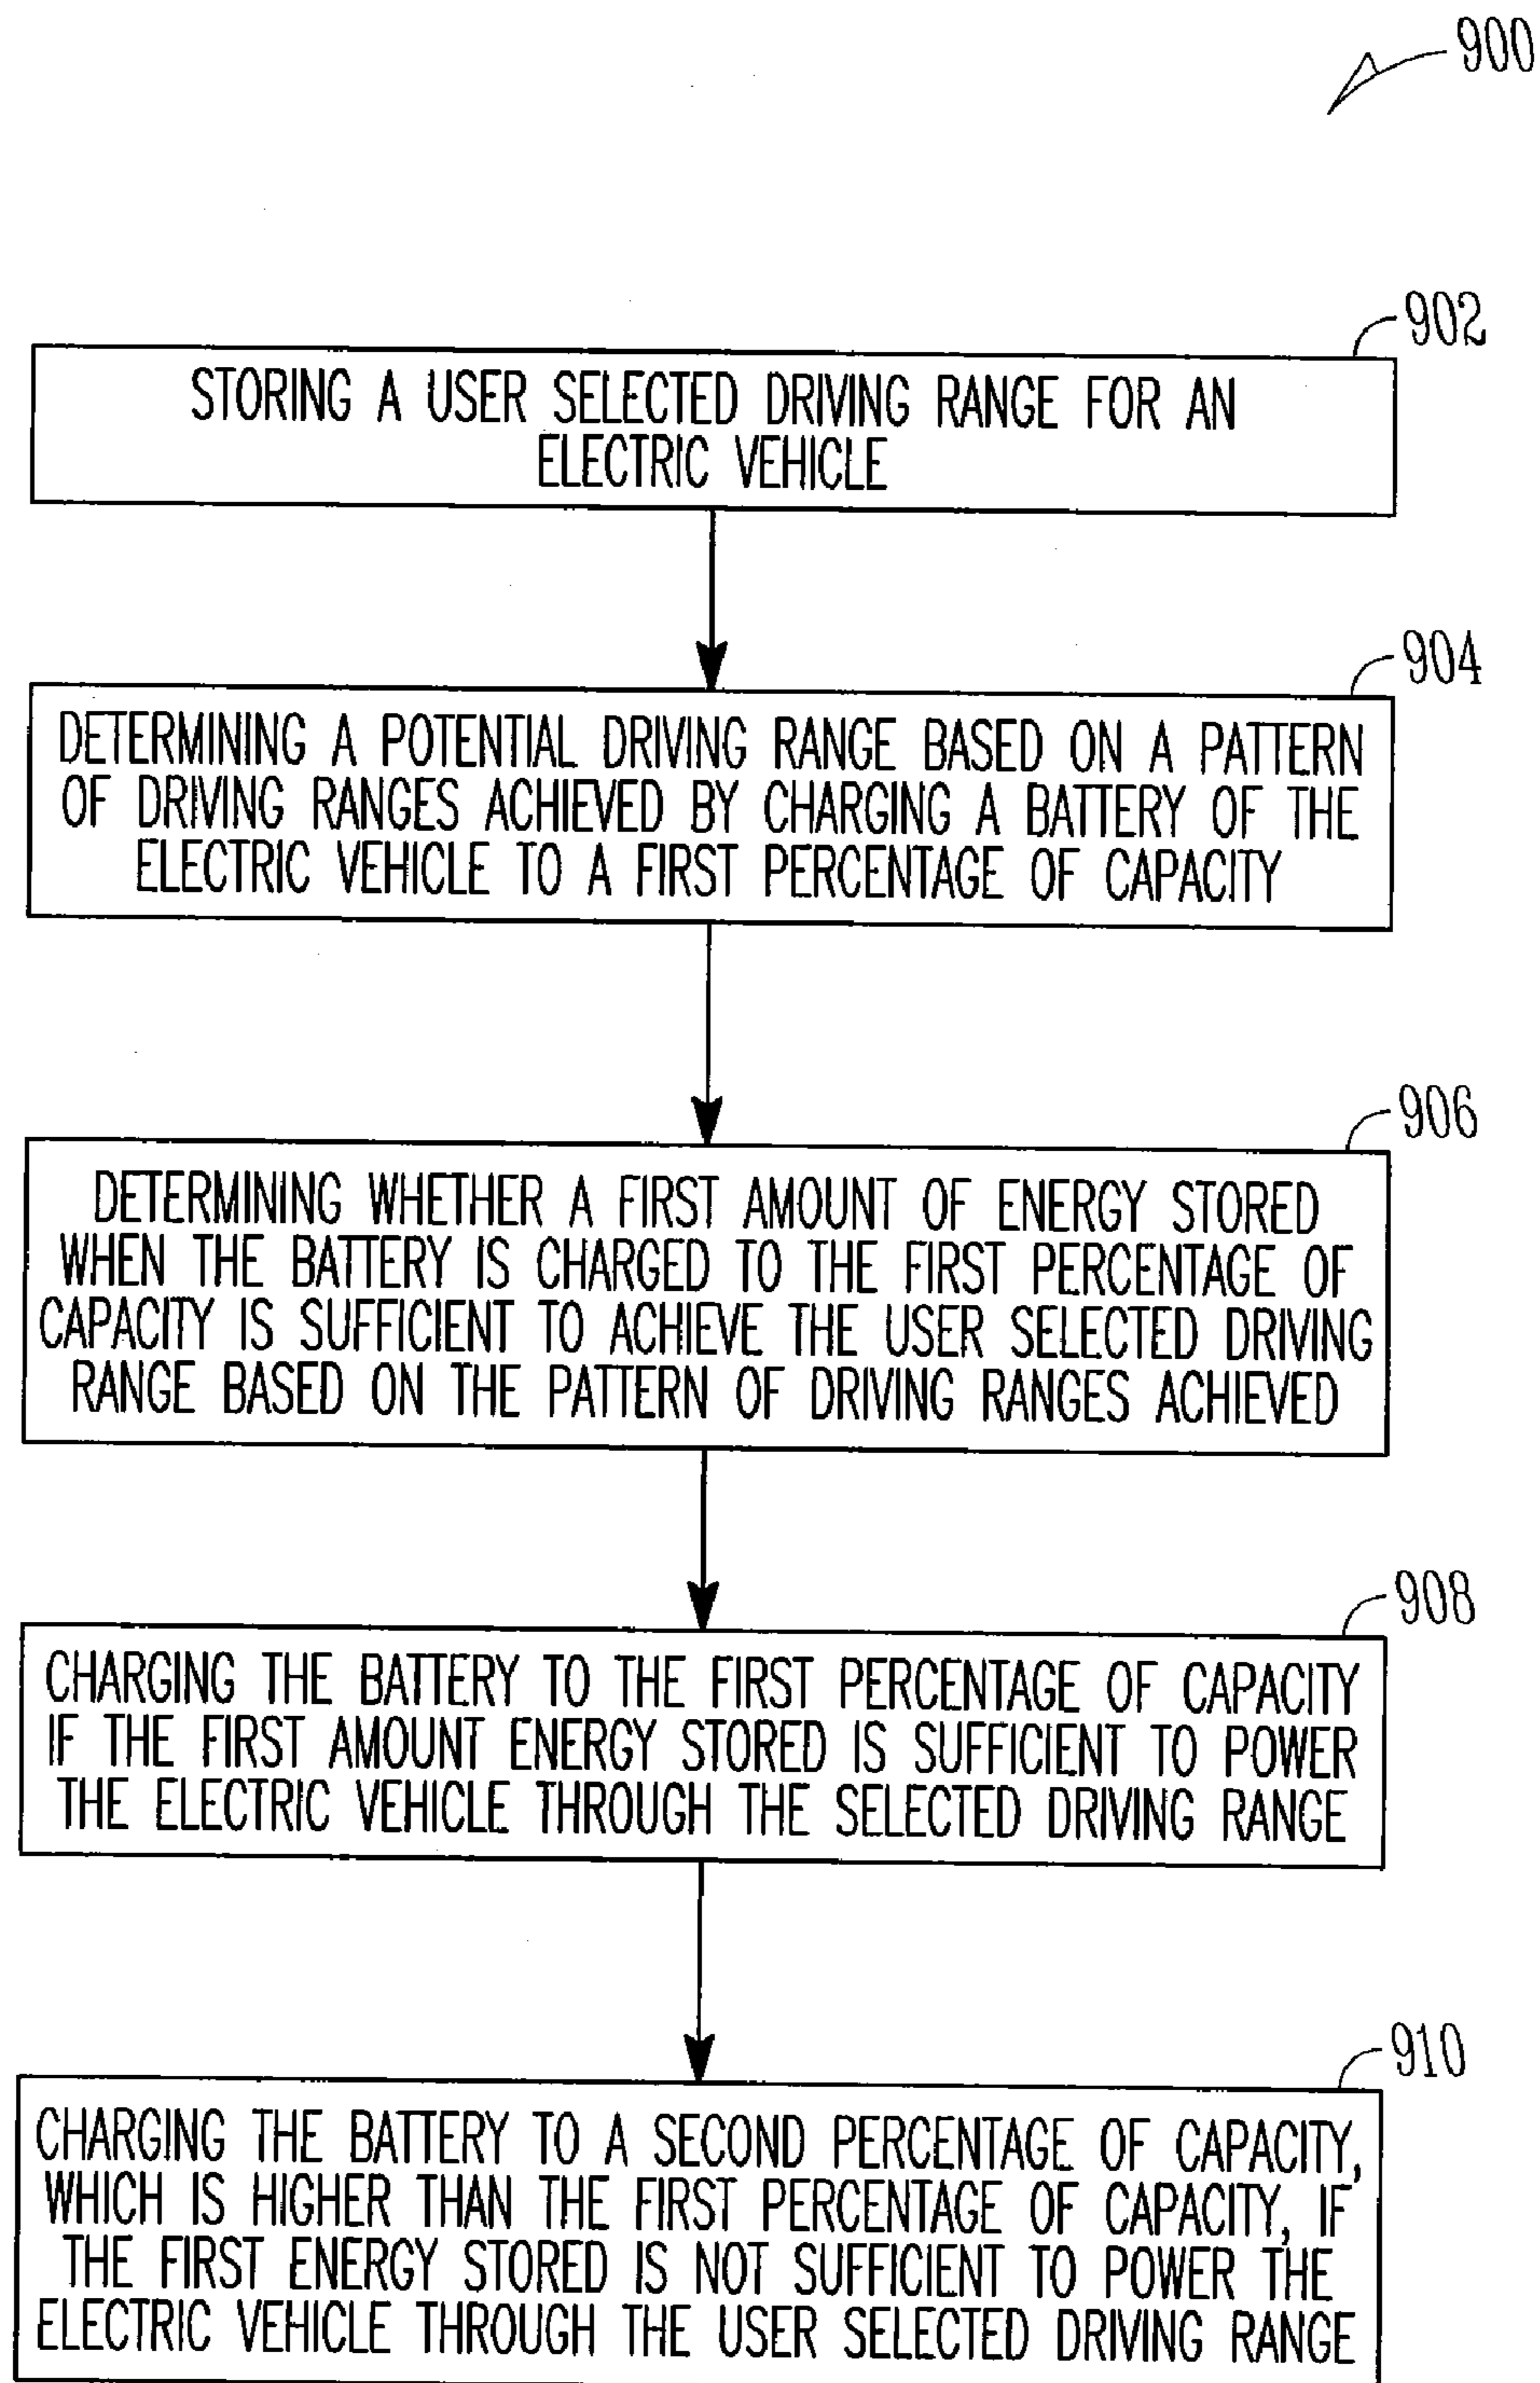 900
902
STORING A USER SELECTED DRIVING RANGE FOR AN
ELECTRIC VEHICLE
904
DETERMINING A POTENTIAL DRIVING RANGE BASED ON A PATTERN
OF DRIVING RANGES ACHIEVED BY CHARGING A BATTERY OF THE
ELECTRIC VEHICLE TO A FIRST PERCENTAGE OF CAPACITY
906
DETERMINING WHETHER A FIRST AMOUNT OF ENERGY STORED
WHEN THE BATTERY IS CHARGED TO THE FIRST PERCENTAGE OF
CAPACITY IS SUFFICIENT TO ACHIEVE THE USER SELECTED DRIVING
RANGE BASED ON THE PATTERN OF DRIVING RANGES ACHIEVED
908
CHARGING THE BATTERY TO THE FIRST PERCENTAGE OF CAPACITY
IF THE FIRST AMOUNT ENERGY STORED IS SUFFICIENT TO POWER
THE ELECTRIC VEHICLE THROUGH THE SELECTED DRIVING RANGE
910
CHARGING THE BATTERY TO A SECOND PERCENTAGE OF CAPACITY,
WHICH IS HIGHER THAN THE FIRST PERCENTAGE OF CAPACITY, IF
THE FIRST ENERGY STORED IS NOT SUFFICIENT TO POWER THE
ELECTRIC VEHICLE THROUGH THE USER SELECTED DRIVING RANGE